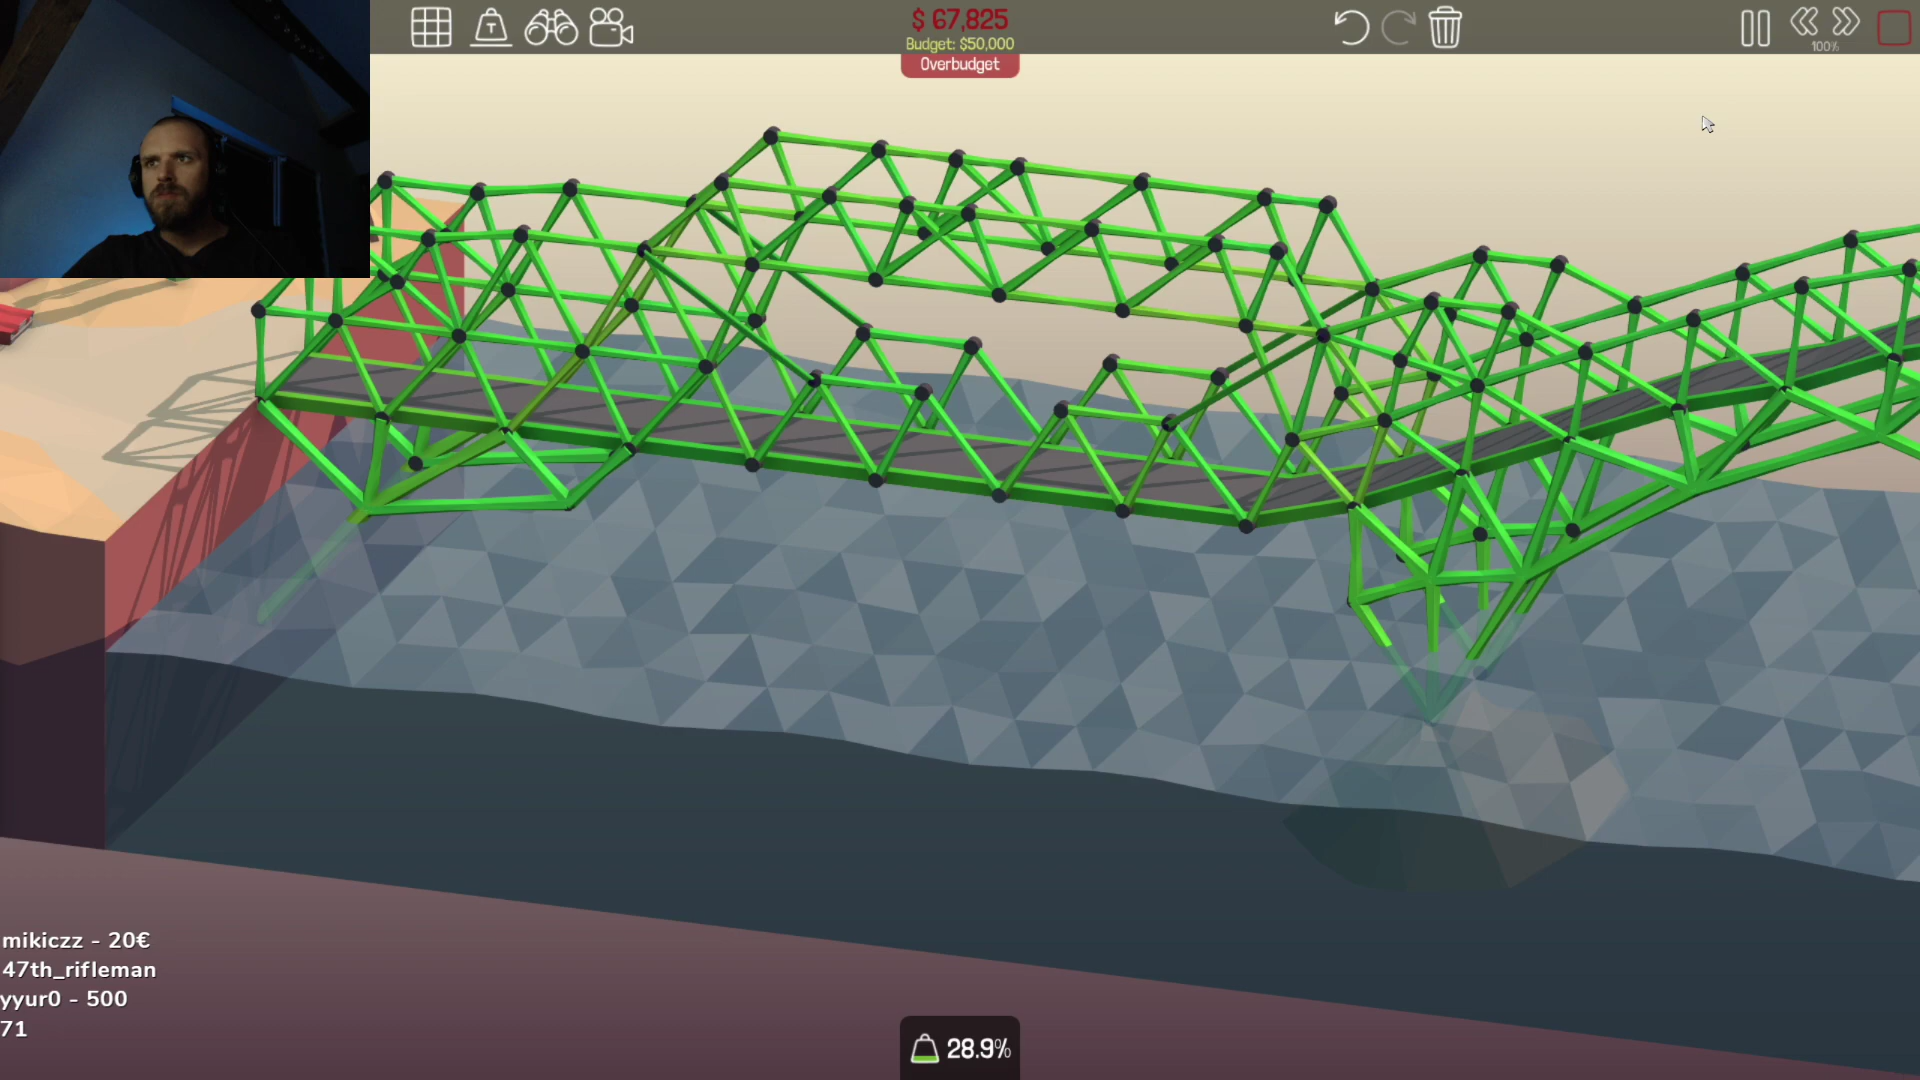 $ 67,825
Budget: $50,000
Overbudget
100%
T
mikiczz - 20€
47th_rifleman
yyur0 - 500
71
28.9%